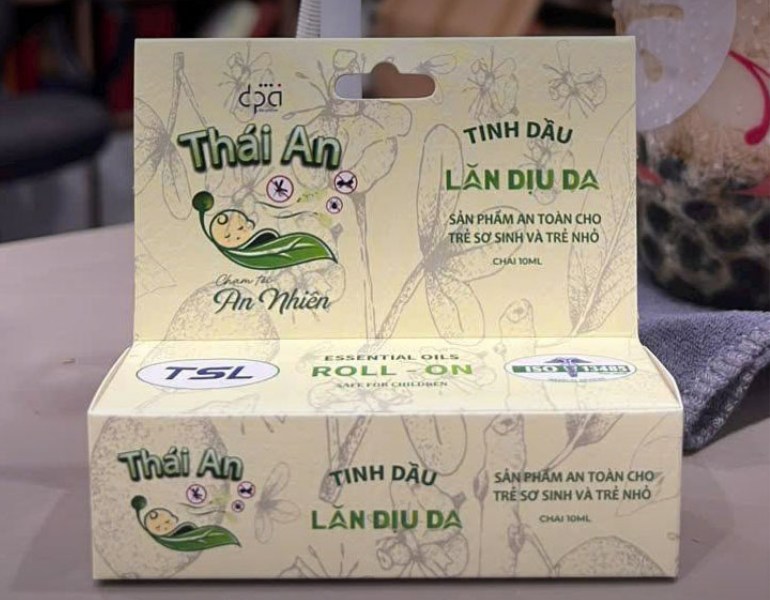 dpa
Thái An
Chạm tới
An Nhiên
TINH DẦU
LĂN DỊU DA
SẢN PHẨM AN TOÀN CHO
TRẺ SƠ SINH VÀ TRẺ NHỎ
CHAI 10ML
TSL
ESSENTIAL OILS
ROLL - ON
SAFE FOR CHILDREN
ISO 13485
Thái An
TINH DẦU
LĂN DỊU DA
SẢN PHẨM AN TOÀN CHO
TRẺ SƠ SINH VÀ TRẺ NHỎ
CHAI 10ML